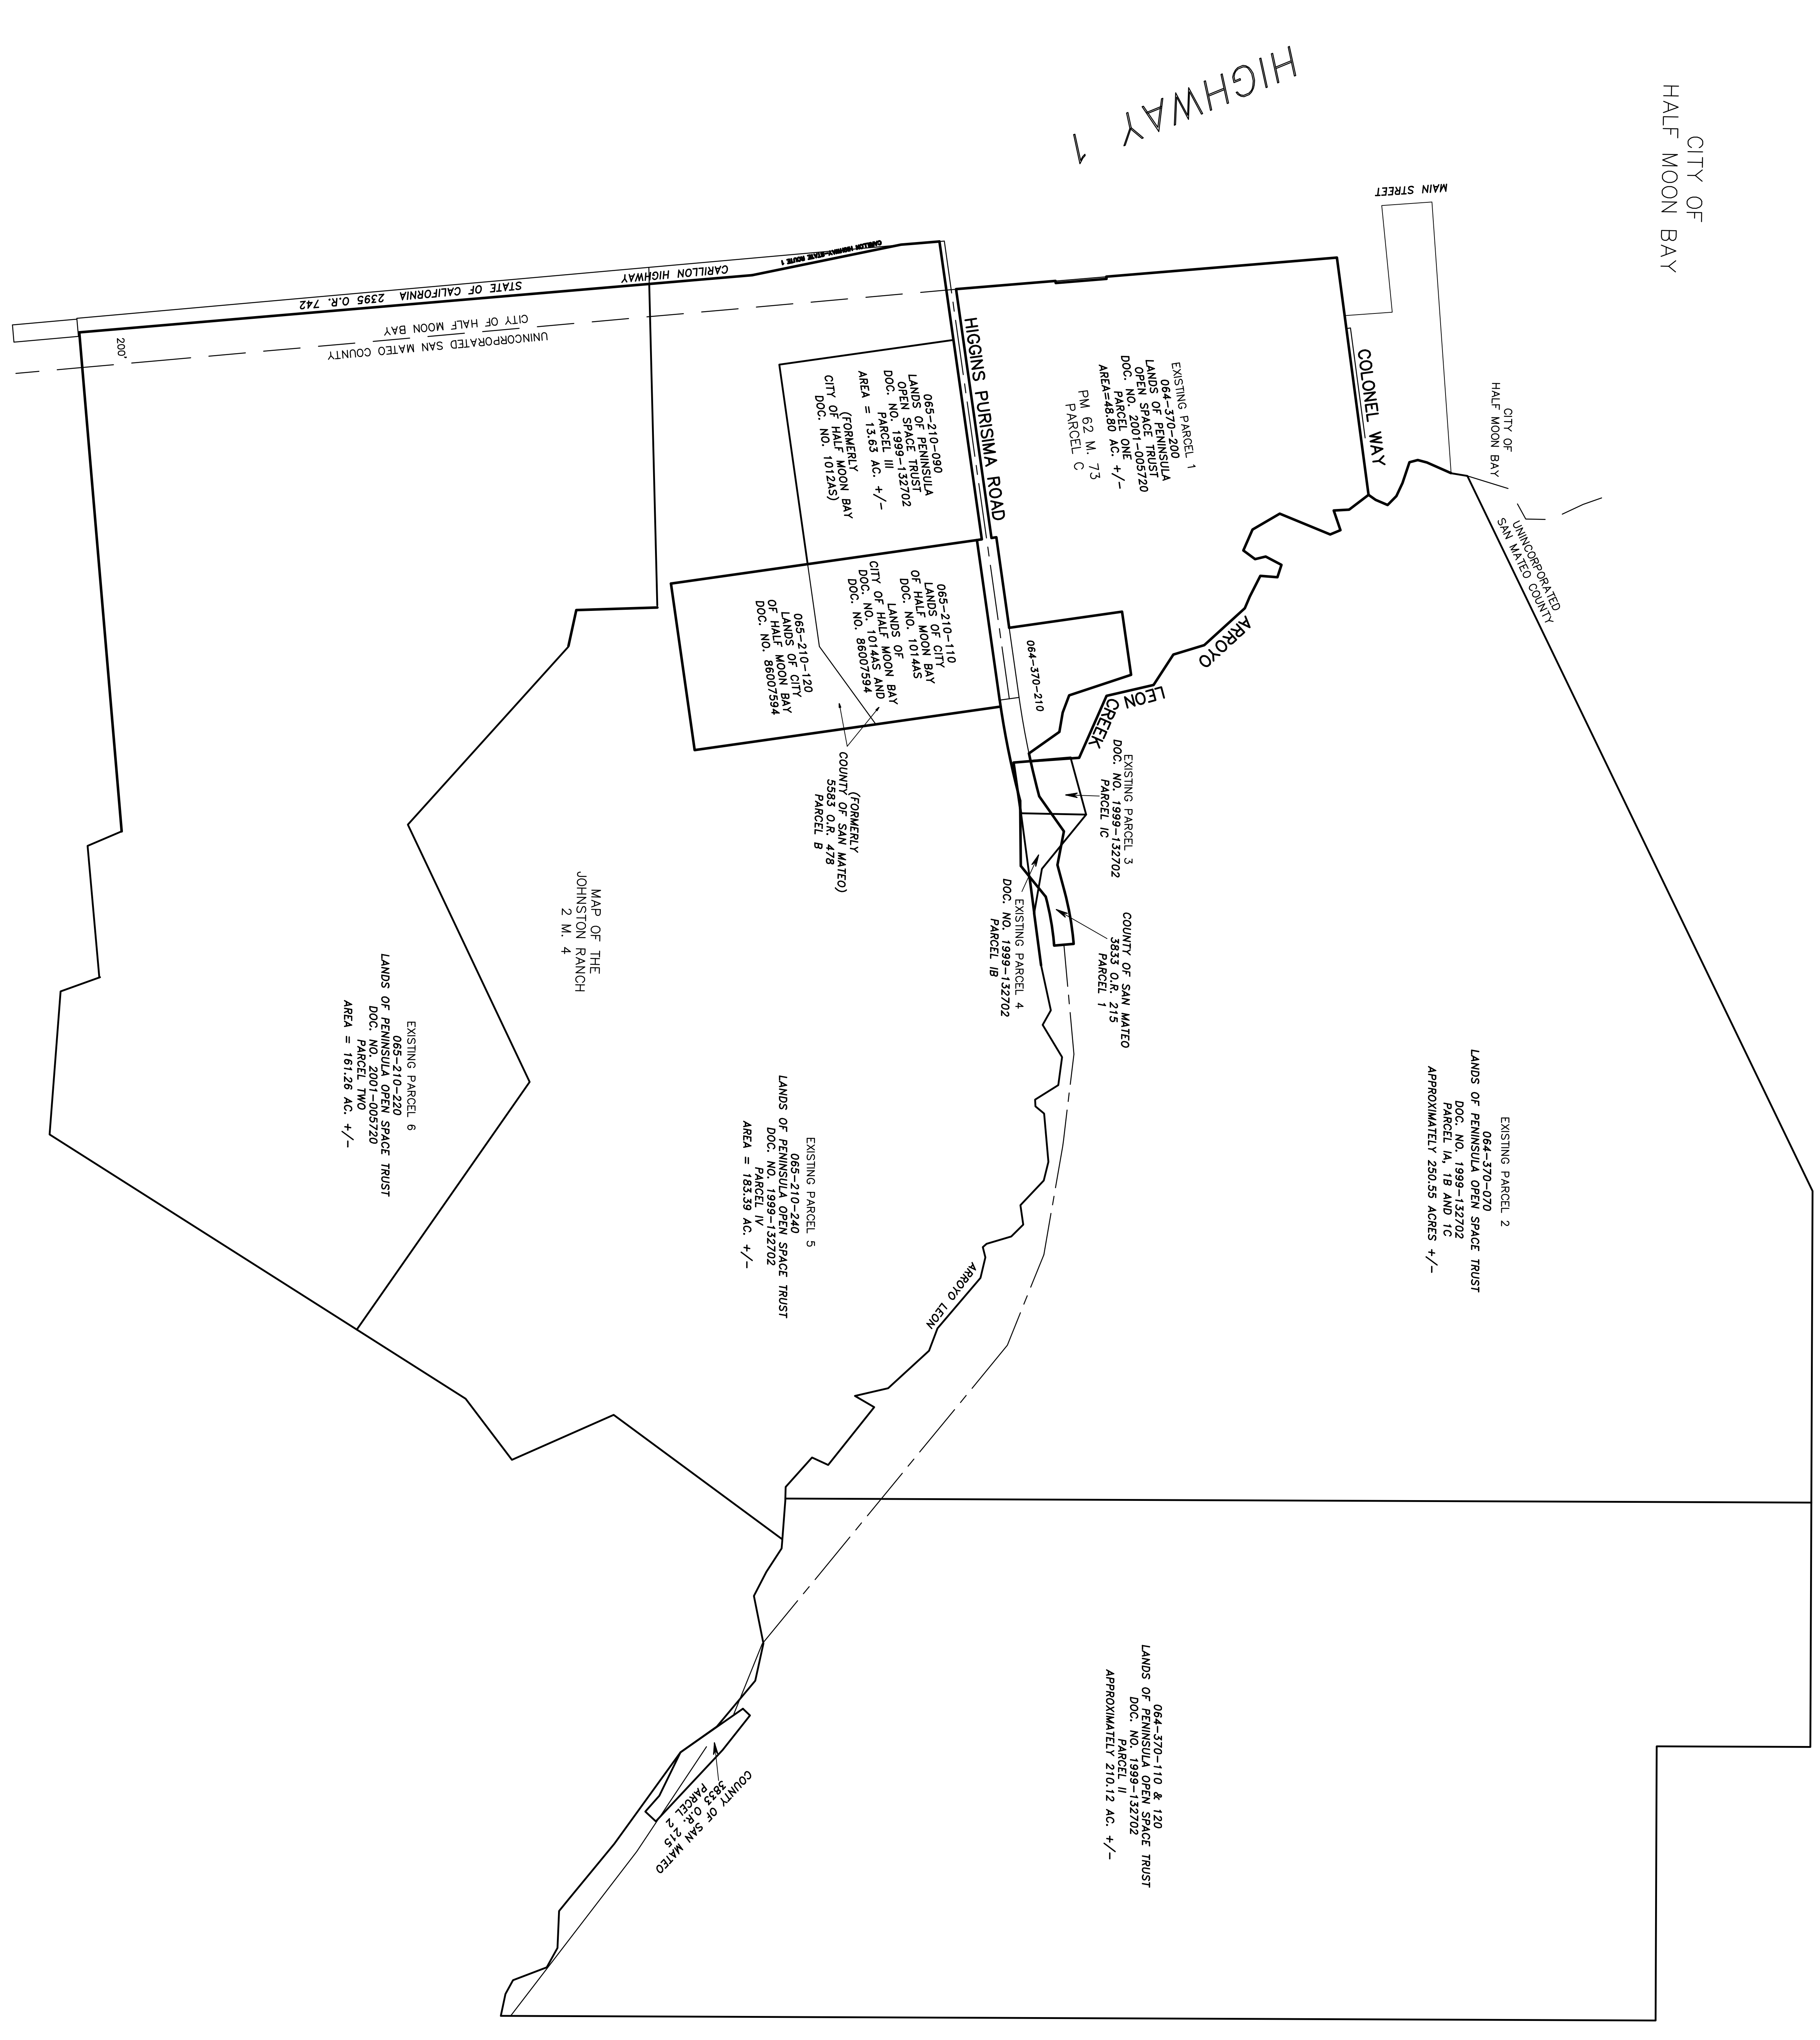 CITY OF
HALF MOON BAY
HIGHWAY 1
MAIN STREET
CITY OF
HALF MOON BAY
UNINCORPORATED
SAN MATEO COUNTY
COLONEL WAY
EXISTING PARCEL 1
064-370-200
LANDS OF PENINSULA
OPEN SPACE TRUST
DOC. NO. 2001-005720
PARCEL ONE
AREA=48.80 AC. +/-
PM 62 M. 73
PARCEL C
HIGGINS PURISIMA ROAD
ARROYO
LEON
CREEK
064-370-210
CARILLON HIGHWAY-STATE ROUTE 1
CARILLON HIGHWAY
STATE OF CALIFORNIA 2395 O.R. 742
CITY OF HALF MOON BAY
UNINCORPORATED SAN MATEO COUNTY
200'
065-210-090
LANDS OF PENINSULA
OPEN SPACE TRUST
DOC. NO. 1999-132702
PARCEL III
AREA = 13.63 AC. +/-
(FORMERLY
CITY OF HALF MOON BAY
DOC. NO. 1012AS)
065-210-110
LANDS OF CITY
OF HALF MOON BAY
DOC. NO. 1014AS
LANDS OF
CITY OF HALF MOON BAY
DOC. NO. 1014AS AND
DOC. NO. 86007594
065-210-120
LANDS OF CITY
OF HALF MOON BAY
DOC. NO. 86007594
(FORMERLY
COUNTY OF SAN MATEO)
5583 O.R. 478
PARCEL B
EXISTING PARCEL 3
DOC. NO. 1999-132702
PARCEL IC
COUNTY OF SAN MATEO
3833 O.R. 215
PARCEL 1
EXISTING PARCEL 4
DOC. NO. 1999-132702
PARCEL IB
EXISTING PARCEL 2
064-370-070
LANDS OF PENINSULA OPEN SPACE TRUST
DOC. NO. 1999-132702
PARCEL IA, 1B AND 1C
APPROXIMATELY 250.55 ACRES +/-
MAP OF THE
JOHNSTON RANCH
2 M. 4
EXISTING PARCEL 5
065-210-240
LANDS OF PENINSULA OPEN SPACE TRUST
DOC. NO. 1999-132702
PARCEL IV
AREA = 183.39 AC. +/-
EXISTING PARCEL 6
065-210-220
LANDS OF PENINSULA OPEN SPACE TRUST
DOC. NO. 2001-005720
PARCEL TWO
AREA = 161.26 AC. +/-
ARROYO LEON
064-370-110 & 120
LANDS OF PENINSULA OPEN SPACE TRUST
DOC. NO. 1999-132702
PARCEL II
APPROXIMATELY 210.12 AC. +/-
COUNTY OF SAN MATEO
3833 O.R. 215
PARCEL 2